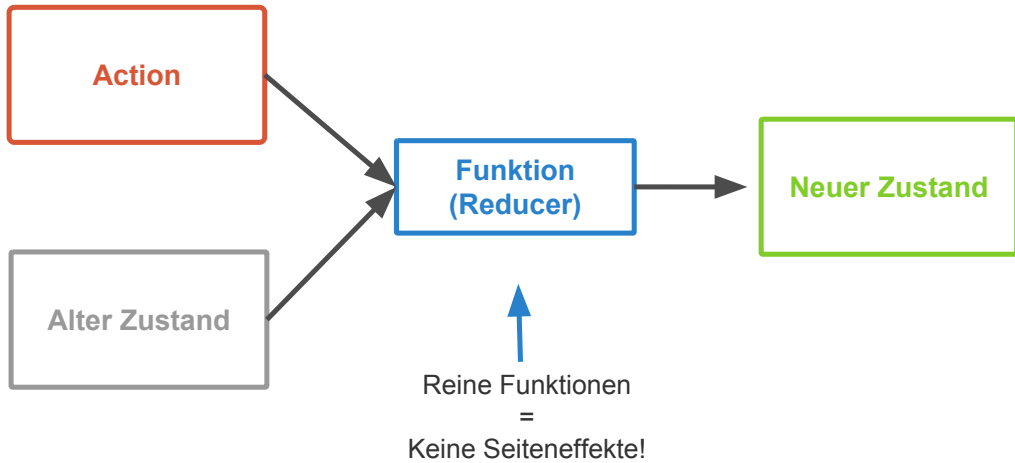 Action
Alter Zustand
Funktion
(Reducer)
Neuer Zustand
Reine Funktionen
=
Keine Seiteneffekte!